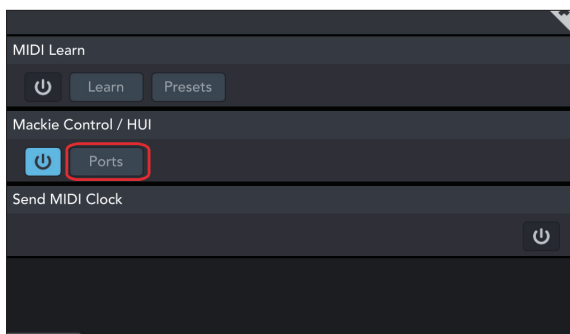 MIDI Learn
Learn Presets
Mackie Control / HUI
Ports
Send MIDI Clock